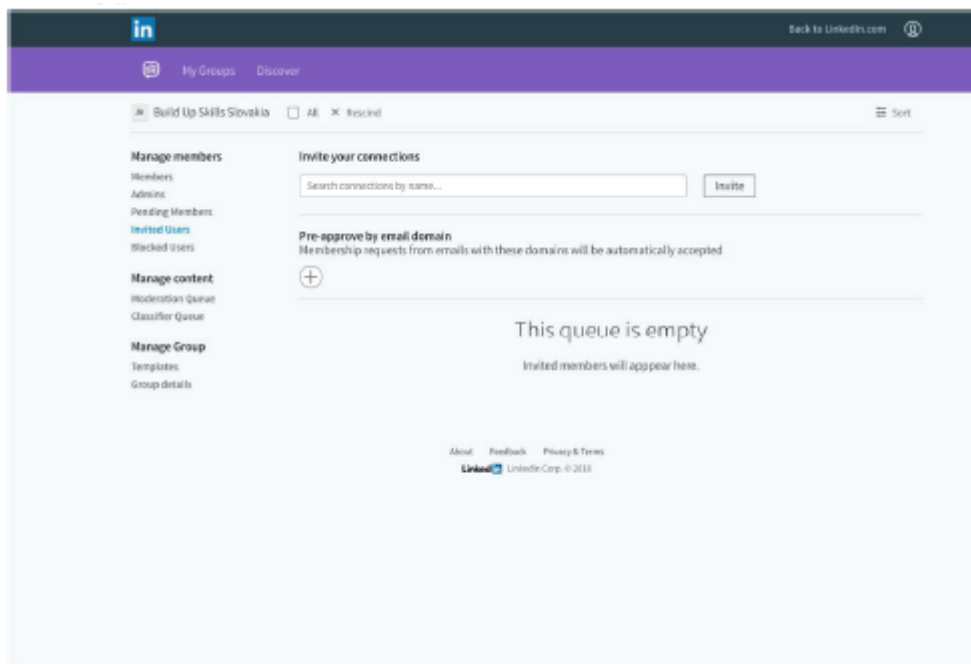 in Back to LinkedIn.com
My Groups Discover
Build Up Skills Slovakia All × Rescind Sort
Manage members
Members
Admins
Pending Members
Invited Users
Blocked Users
Manage content
Moderation Queue
Classifier Queue
Manage Group
Templates
Group details
Invite your connections
Search connections by name... Invite
Pre-approve by email domain
Membership requests from emails with these domains will be automatically accepted
This queue is empty
Invited members will apppear here.
About Feedback Privacy & Terms
Linked in LinkedIn Corp. © 2018